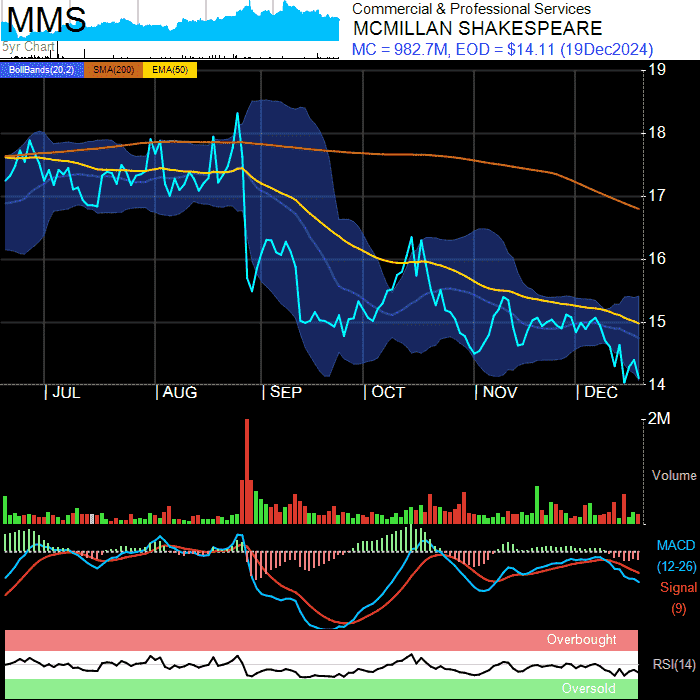 MMS
5yr Chart
Commercial & Professional Services
MCMILLAN SHAKESPEARE
MC = 982.7M, EOD = $14.11 (19Dec2024)
BollBands(20,2) SMA(200) EMA(50)
19
18
17
16
15
14
JUL AUG SEP OCT NOV DEC
2M
Volume
MACD
(12-26)
Signal
(9)
Overbought
RSI(14)
Oversold